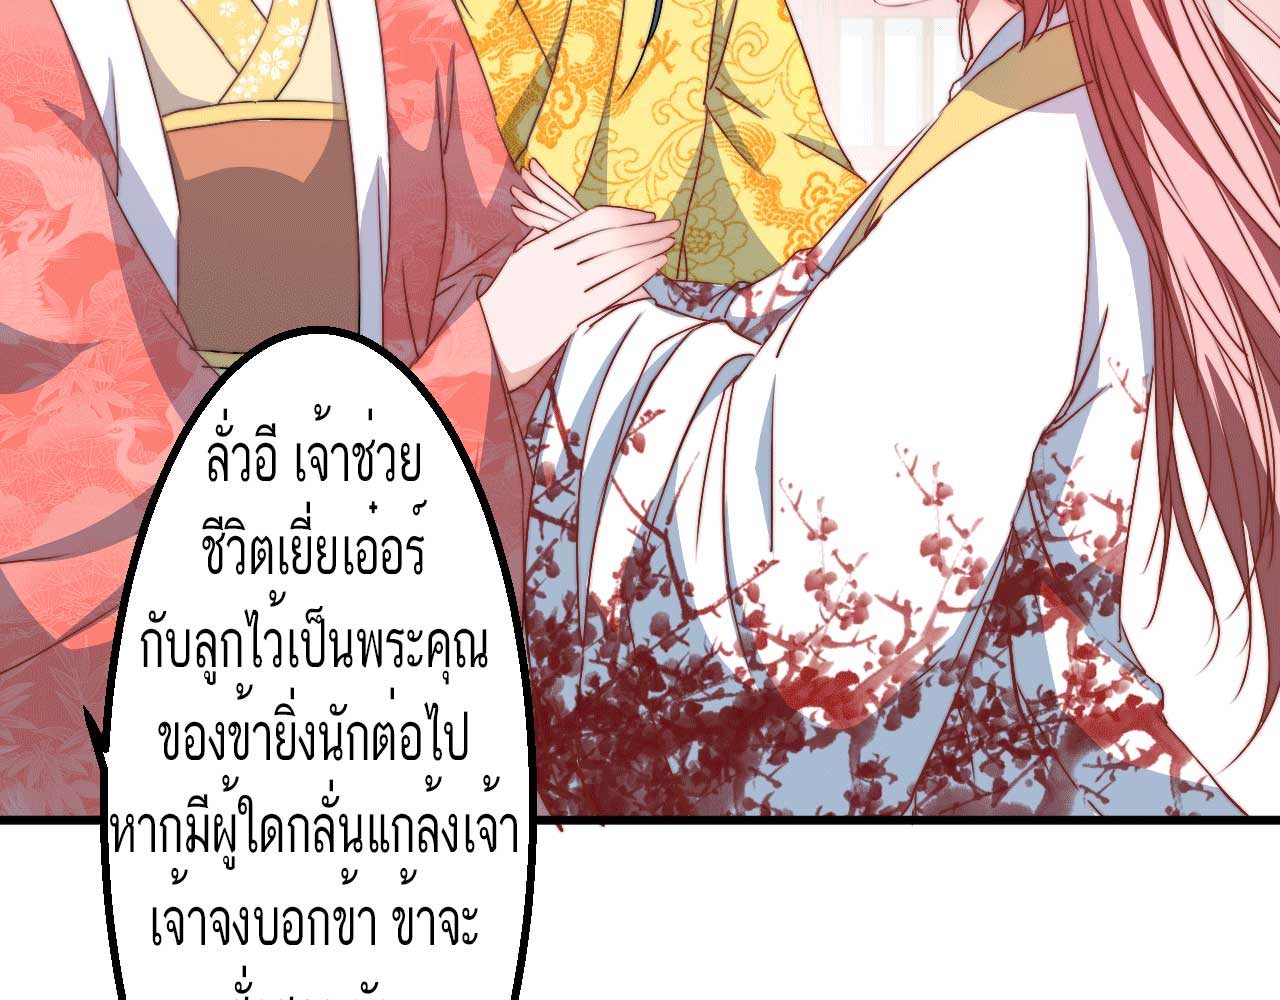 ลั่วอี เจ้าช่วย
ชีวิตเยี่ยเอ๋อร์
กับลูกไว้เป็นพระคุณ
ของข้ายิ่งนักต่อไป
หากมีผู้ใดกลั่นแกล้งเจ้า
เจ้าจงบอกข้า ข้าจะ